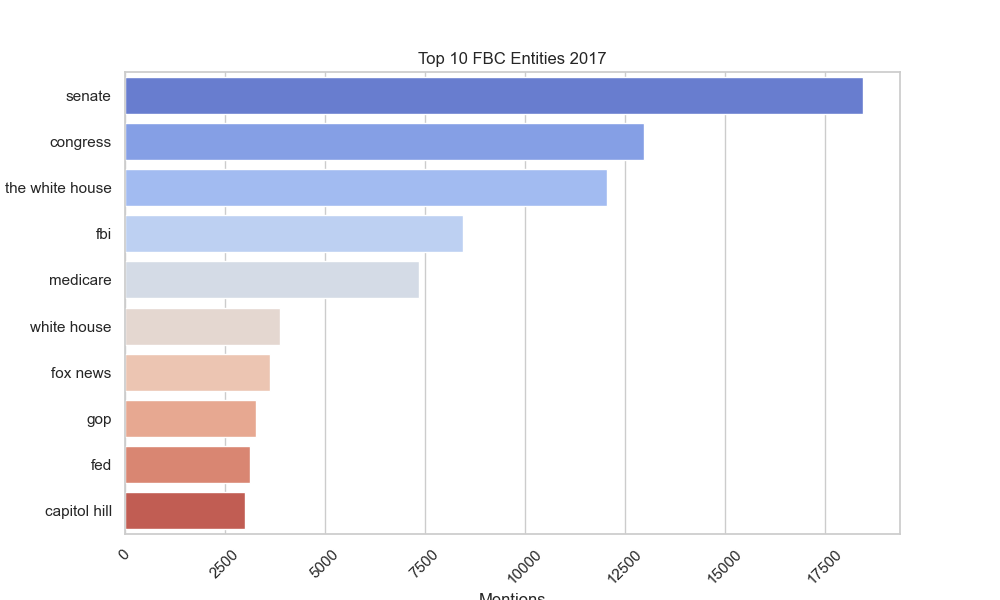 Top 10 FBC Entities 2017
senate
congress
the white house
fbi
medicare
white house
fox news
gop
fed
capitol hill
0
2500
5000
7500
10000
12500
15000
17500
Mentions